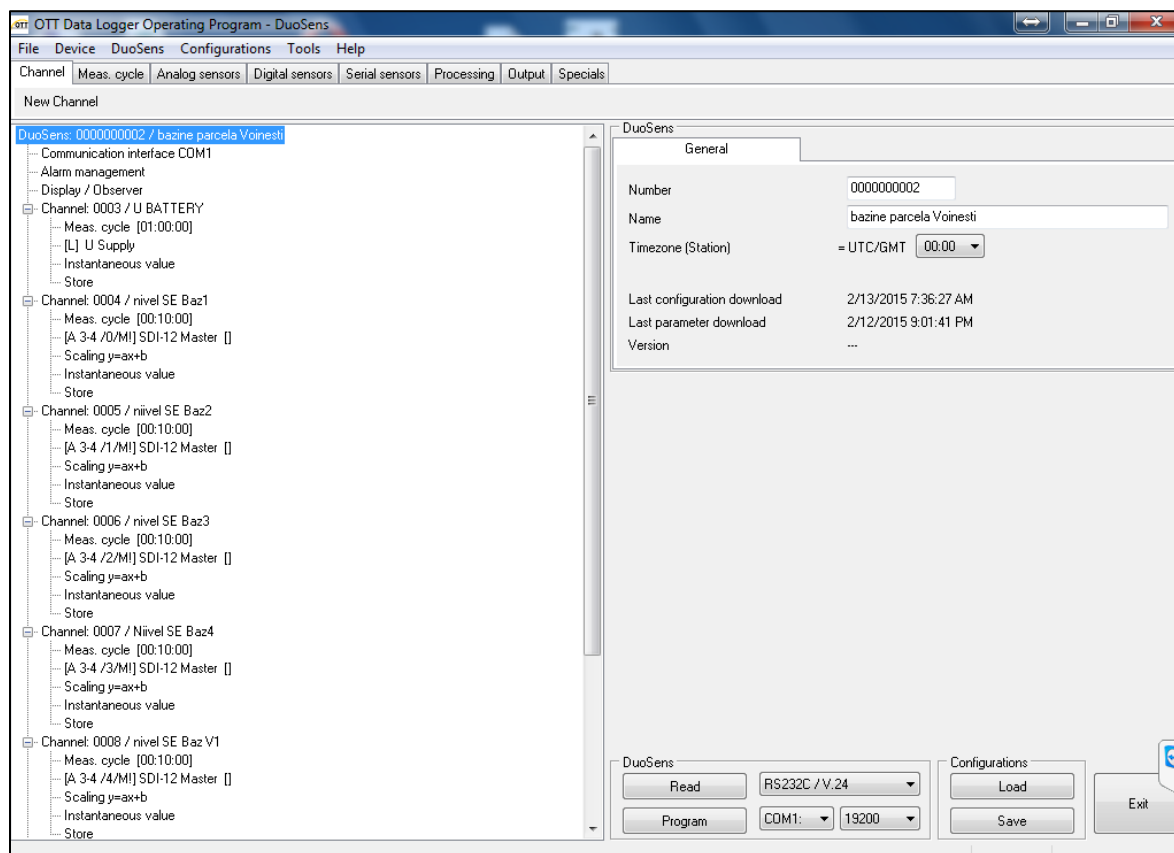 OTT Data Logger Operating Program - DuoSens
File Device DuoSens Configurations Tools Help
Channel Meas. cycle Analog sensors Digital sensors Serial sensors Processing Output Specials
New Channel
DuoSens: 0000000002 / bazine parcela Voinesti
Communication interface COM1
Alarm management
Display / Observer
Channel: 0003 / U BATTERY
Meas. cycle [01:00:00]
[L] U Supply
Instantaneous value
Store
Channel: 0004 / nivel SE Baz1
Meas. cycle [00:10:00]
[A 3-4 /0/M!] SDI-12 Master []
Scaling y=ax+b
Instantaneous value
Store
Channel: 0005 / niivel SE Baz2
Meas. cycle [00:10:00]
[A 3-4 /1/M!] SDI-12 Master []
Scaling y=ax+b
Instantaneous value
Store
Channel: 0006 / nivel SE Baz3
Meas. cycle [00:10:00]
[A 3-4 /2/M!] SDI-12 Master []
Scaling y=ax+b
Instantaneous value
Store
Channel: 0007 / Niivel SE Baz4
Meas. cycle [00:10:00]
[A 3-4 /3/M!] SDI-12 Master []
Scaling y=ax+b
Instantaneous value
Store
Channel: 0008 / nivel SE Baz V1
Meas. cycle [00:10:00]
[A 3-4 /4/M!] SDI-12 Master []
Scaling y=ax+b
Instantaneous value
Store
DuoSens
General
Number 0000000002
Name bazine parcela Voinesti
Timezone (Station) = UTC/GMT 00:00
Last configuration download 2/13/2015 7:36:27 AM
Last parameter download 2/12/2015 9:01:41 PM
Version ---
DuoSens
Read RS232C / V.24
Program COM1: 19200
Configurations
Load
Save
Exit